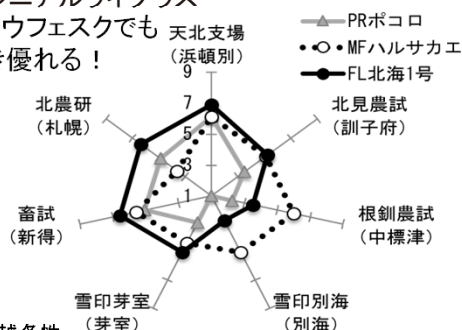 ウフェスクでも
き優れる！
PRポコロ
MFハルサカエ
FL北海1号
天北支場
(浜頓別)
北見農試
(訓子府)
根釧農試
(中標津)
雪印別海
(別海)
雪印芽室
(芽室)
畜試
(新得)
北農研
(札幌)
9
7
5
3
1